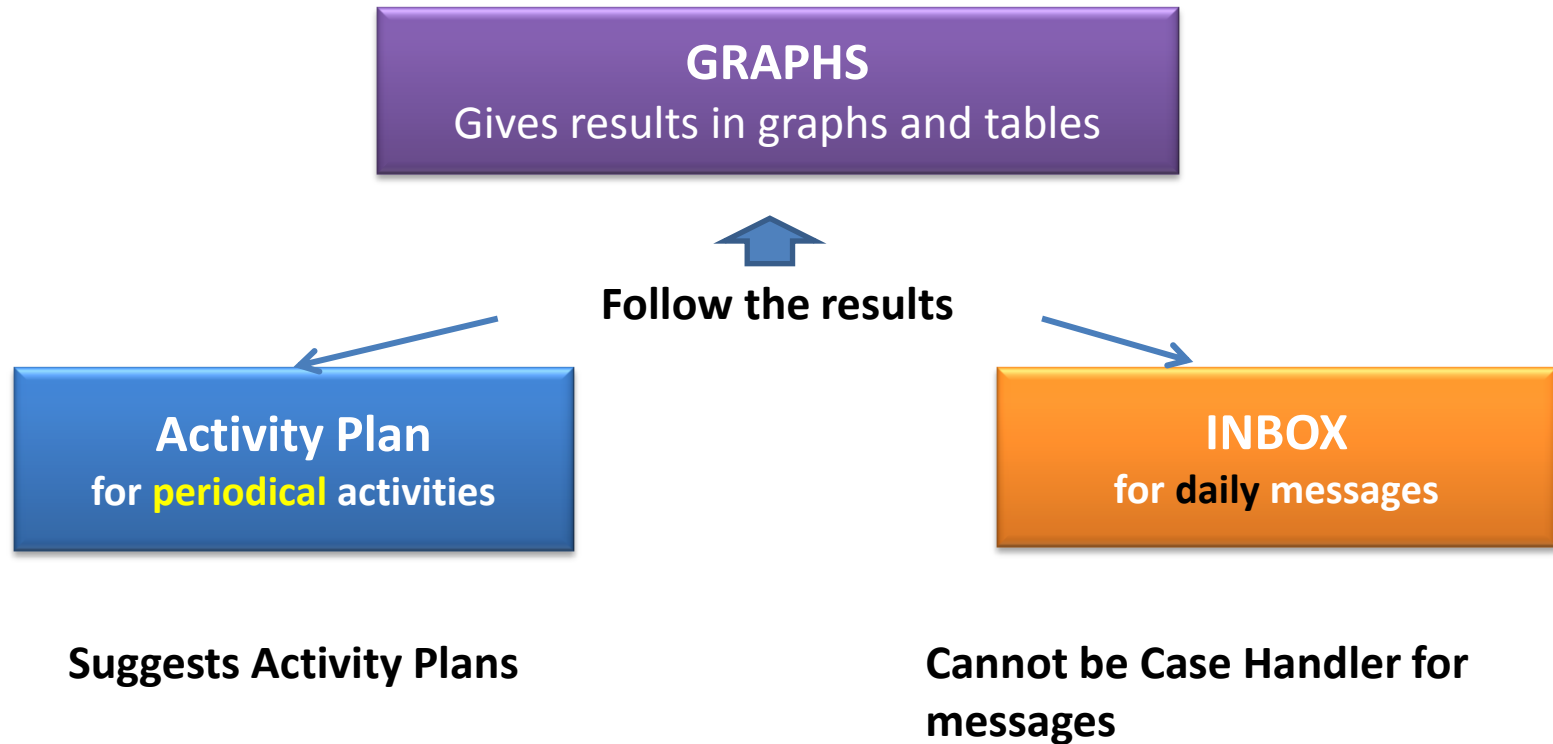 GRAPHS
Gives results in graphs and tables
Follow the results
Activity Plan
for periodical activities
INBOX
for daily messages
Suggests Activity Plans
Cannot be Case Handler for
messages